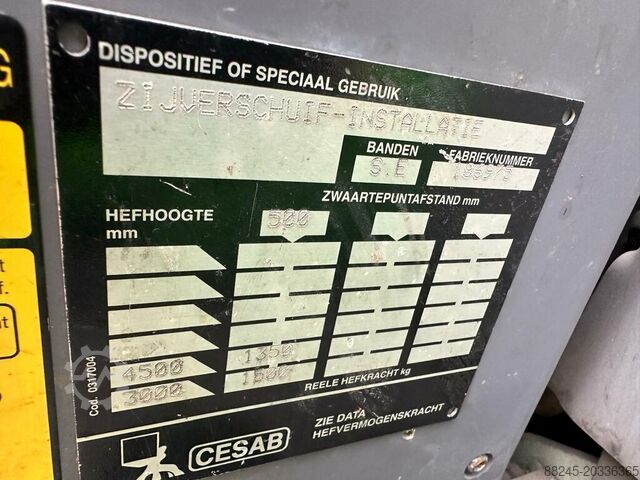 G
DISPOSITIEF OF SPECIAAL GEBRUIK
ZIJVERSCHUIF-INSTALLATIE
BANDEN
FABRIEKNUMMER
S.E
ZWAARTEPUNTAFSTAND mm
HEFHOOGTE
mm
500
4500 1350
3000
REELE HEFKRACHT kg
Cod. 0317004
CESAB
ZIE DATA
HEFVERMOGENSKRACHT
88245-20336365